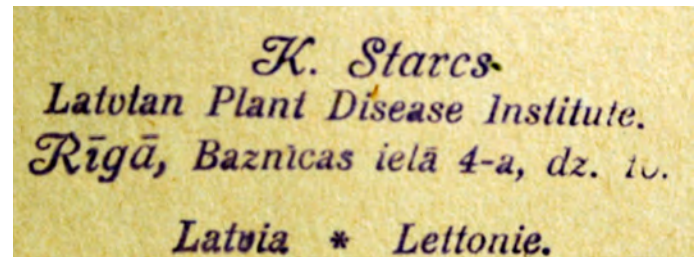 K. Starcs
Latvian Plant Disease Institute.
Rīgā, Baznīcas ielā 4-a, dz.
Latvia * Lettonie.